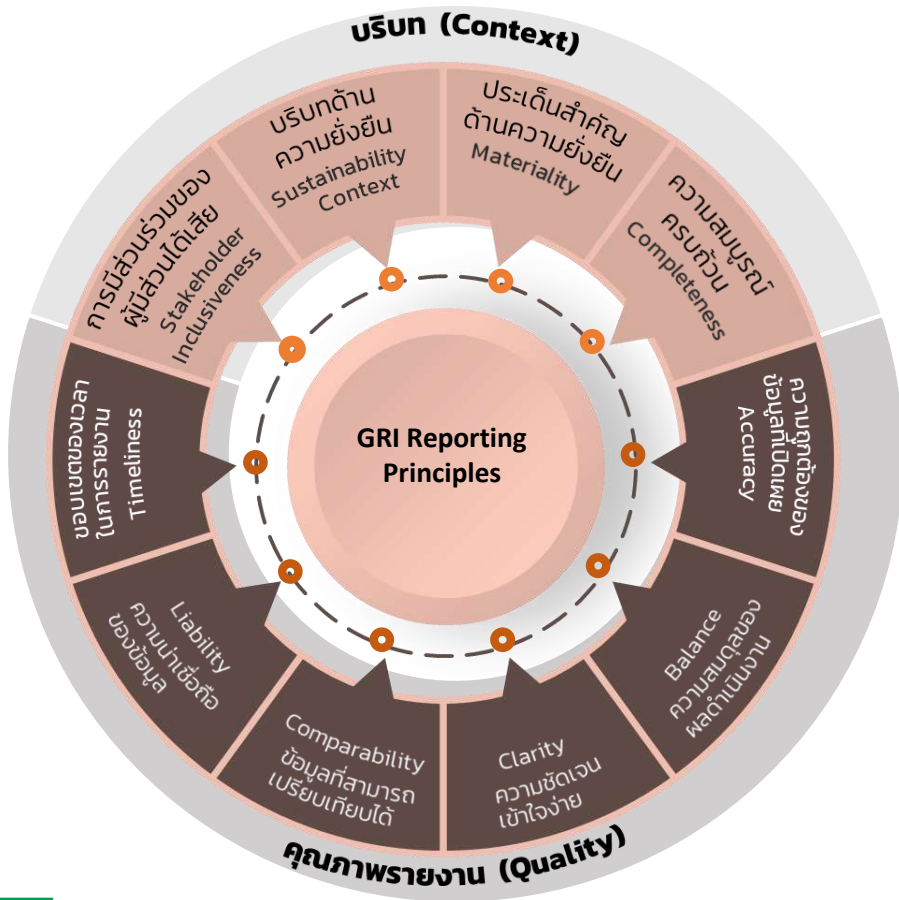 บริบท (Context)
การมีส่วนร่วมของ
ผู้มีส่วนได้เสีย
Stakeholder
Inclusiveness
บริบทด้าน
ความยั่งยืน
Sustainability
Context
ประเด็นสำคัญ
ด้านความยั่งยืน
Materiality
ความสมบูรณ์
ครบถ้วน
Completeness
ความถูกต้องของ
ข้อมูลที่เปิดเผย
Accuracy
Balance
ความสมดุลของ
ผลดำเนินงาน
Clarity
ความชัดเจน
เข้าใจง่าย
Comparability
ข้อมูลที่สามารถ
เปรียบเทียบได้
Liability
ความน่าเชื่อถือ
ของข้อมูล
ขอบเขตของเวลา
ในการรายงาน
Timeliness
GRI Reporting
Principles
คุณภาพรายงาน (Quality)